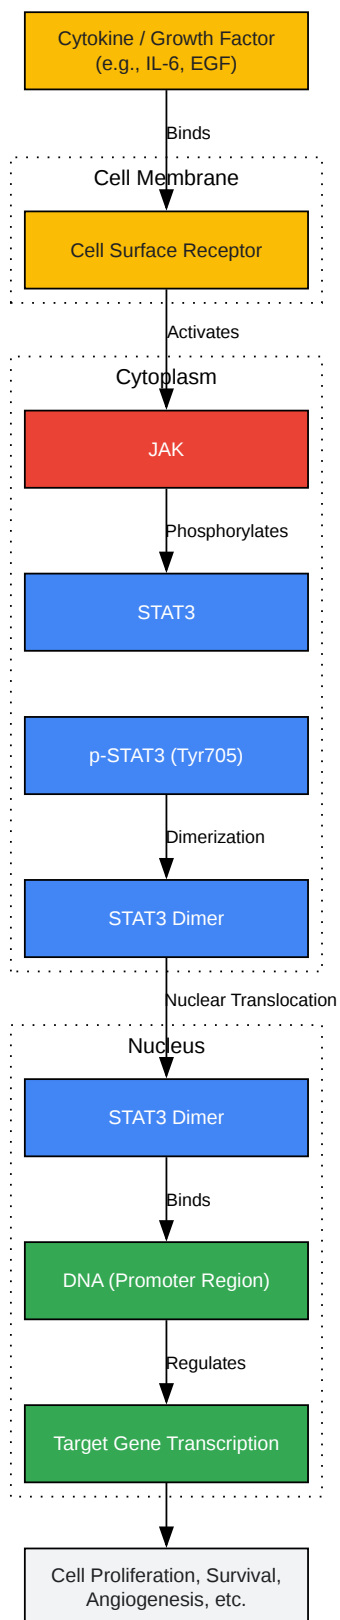 Cytokine / Growth Factor
(e.g., IL-6, EGF)
Binds
Cell Membrane
Cell Surface Receptor
Activates
Cytoplasm
JAK
Phosphorylates
STAT3
p-STAT3 (Tyr705)
Dimerization
STAT3 Dimer
Nuclear Translocation
Nucleus
STAT3 Dimer
Binds
DNA (Promoter Region)
Regulates
Target Gene Transcription
Cell Proliferation, Survival,
Angiogenesis, etc.